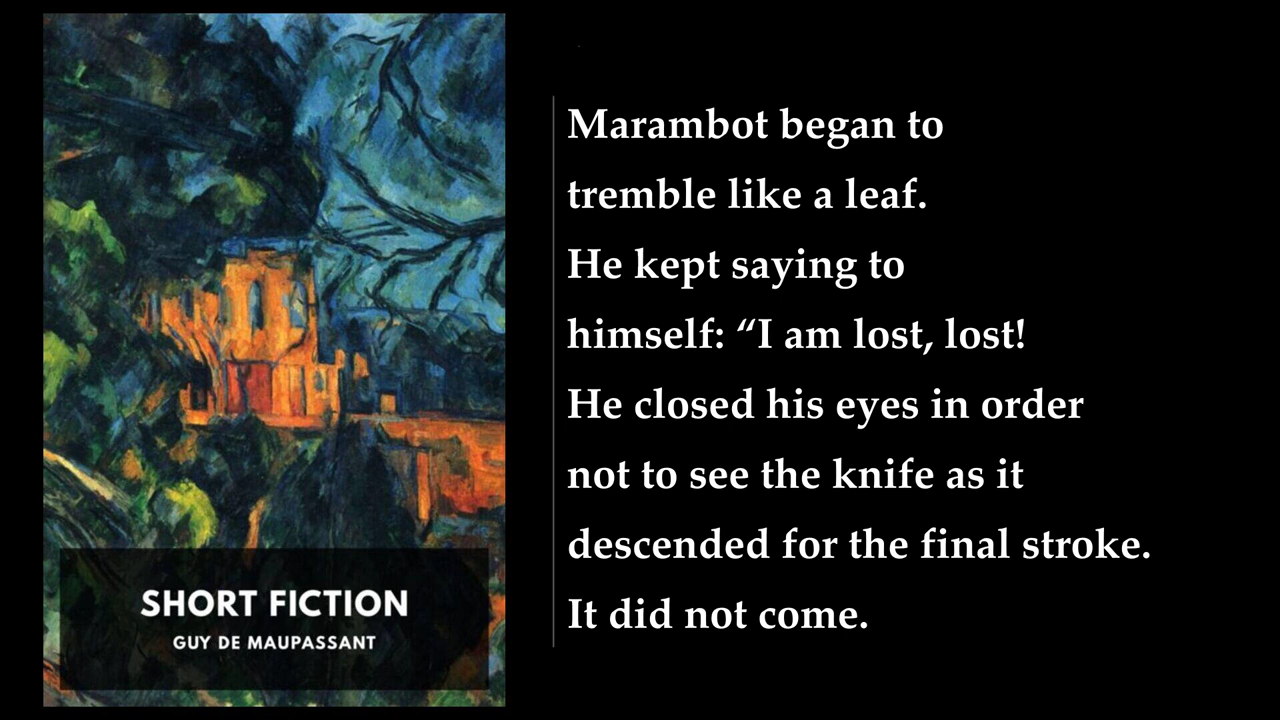 SHORT FICTION
GUY DE MAUPASSANT
Marambot began to
tremble like a leaf.
He kept saying to
himself: “I am lost, lost!
He closed his eyes in order
not to see the knife as it
descended for the final stroke.
It did not come.